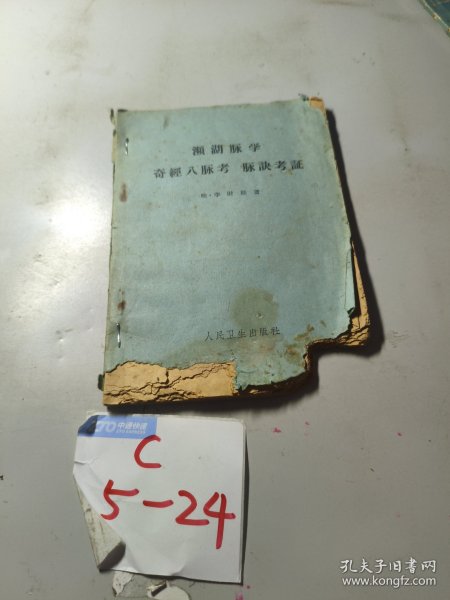 瀕湖脉学
奇經八脉考 脉訣考証
明·李时珍著
人民卫生出版社
中通快递
ZTO EXPRESS
C
5-24
孔夫子旧书网
www.kongfz.com